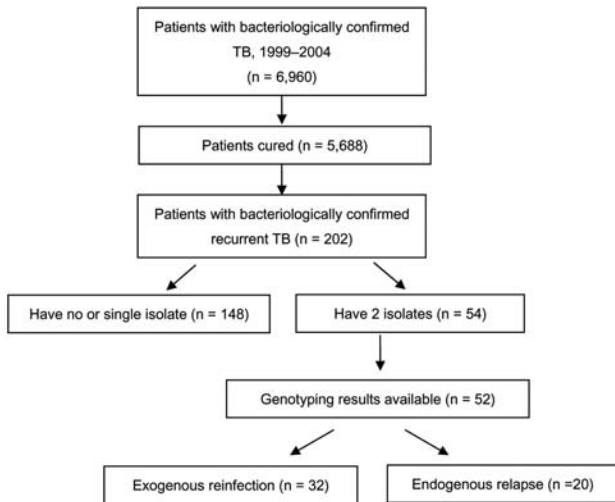 Patients with bacteriologically confirmed
TB, 1999–2004
(n = 6,960)
Patients cured (n = 5,688)
Patients with bacteriologically confirmed
recurrent TB (n = 202)
Have no or single isolate (n = 148)
Have 2 isolates (n = 54)
Genotyping results available (n = 52)
Exogenous reinfection (n = 32)
Endogenous relapse (n =20)